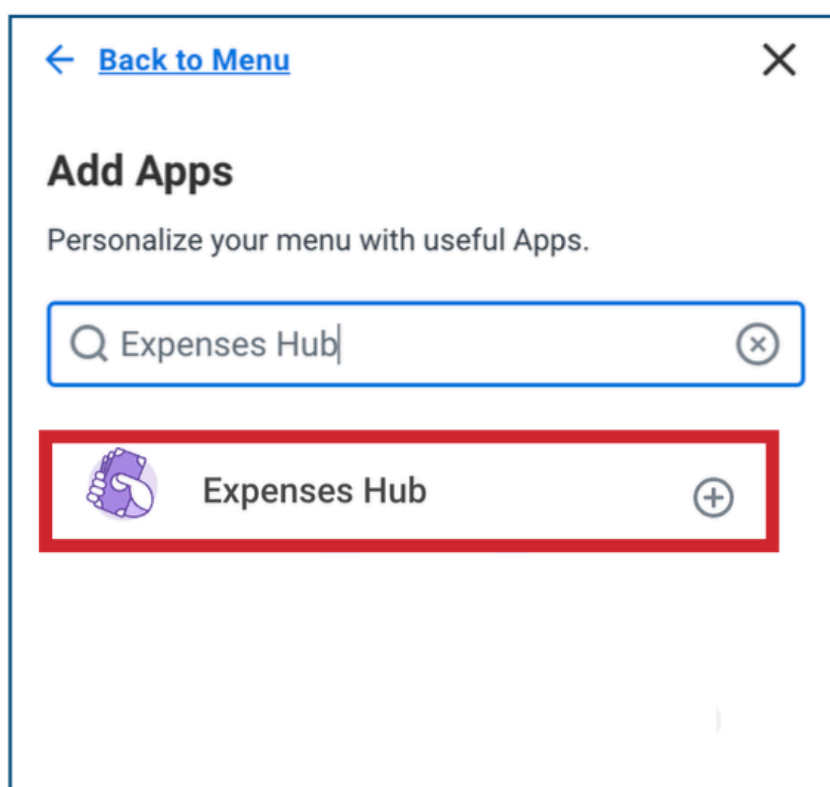 Back to Menu
Add Apps
Personalize your menu with useful Apps.
Expenses Hub
Expenses Hub